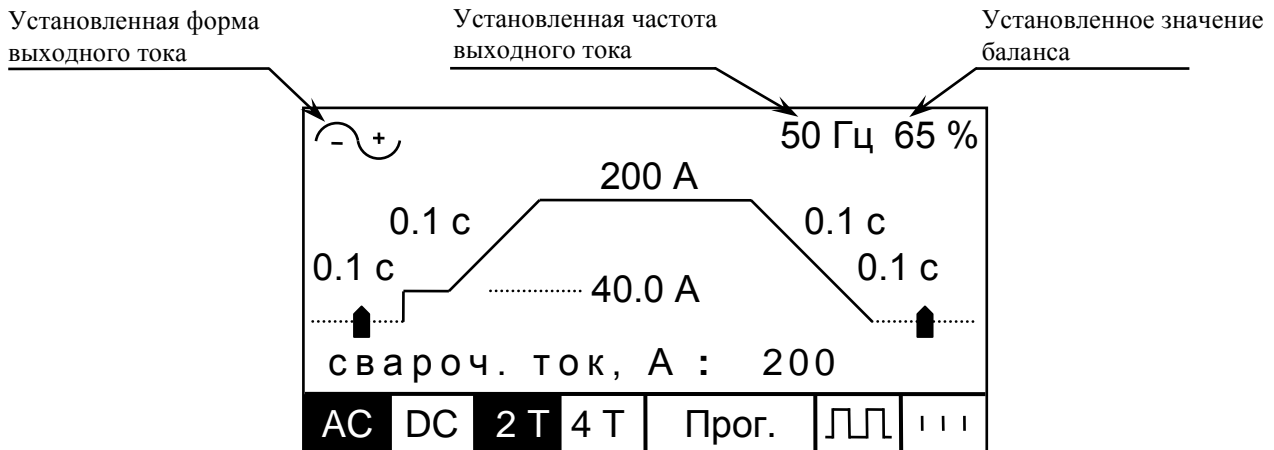 Установленная форма
выходного тока
Установленная частота
выходного тока
Установленное значение
баланса
- +
50 Гц 65 %
200 А
0.1 с
0.1 с
0.1 с
0.1 с
40.0 А
свароч. ток, А : 200
AC DC 2 Т 4 Т Прог.